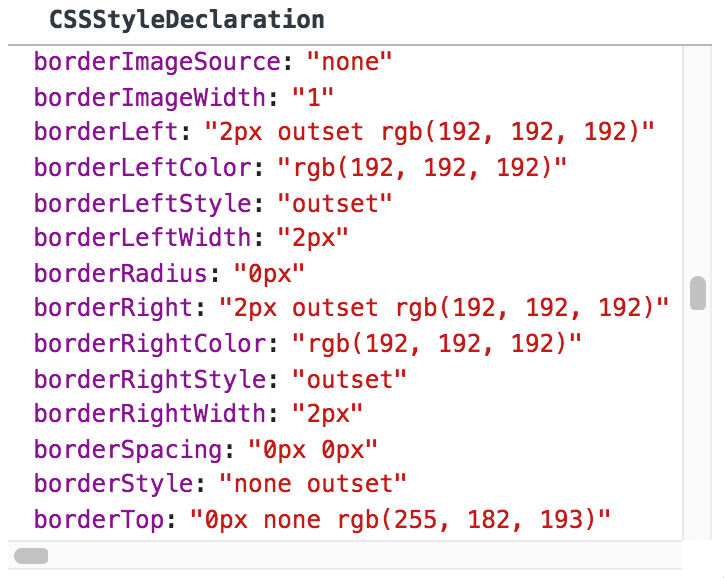 CSSStyleDeclaration
borderImageSource: "none"
borderImageWidth: "1"
borderLeft: "2px outset rgb(192, 192, 192)"
borderLeftColor: "rgb(192, 192, 192)"
borderLeftStyle: "outset"
borderLeftWidth: "2px"
borderRadius: "0px"
borderRight: "2px outset rgb(192, 192, 192)"
borderRightColor: "rgb(192, 192, 192)"
borderRightStyle: "outset"
borderRightWidth: "2px"
borderSpacing: "0px 0px"
borderStyle: "none outset"
borderTop: "0px none rgb(255, 182, 193)"